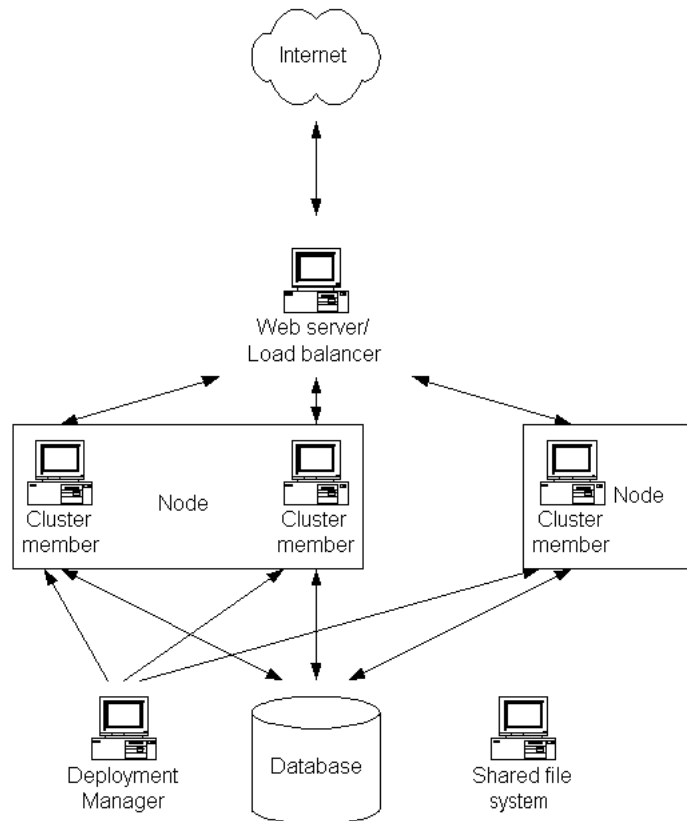 Internet
Web server/
Load balancer
Cluster
member
Node
Cluster
member
Cluster
member
Node
Deployment
Manager
Database
Shared file
system